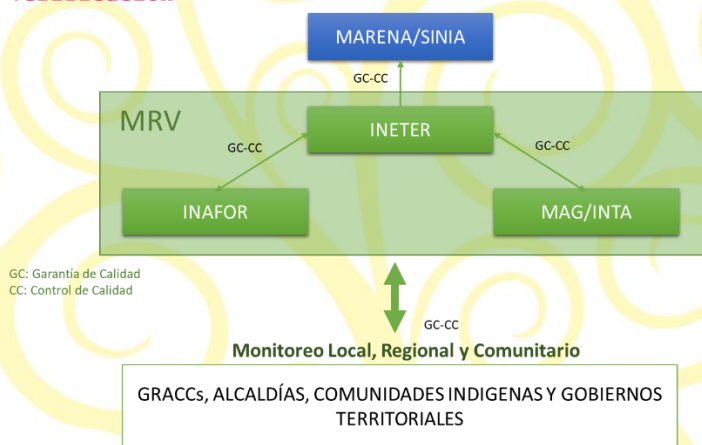 MARENA/SINIA
GC-CC
MRV
INETER
GC-CC
GC-CC
INAFOR
MAG/INTA
GC: Garantía de Calidad
CC: Control de Calidad
GC-CC
Monitoreo Local, Regional y Comunitario
GRACCs, ALCALDÍAS, COMUNIDADES INDIGENAS Y GOBIERNOS
TERRITORIALES